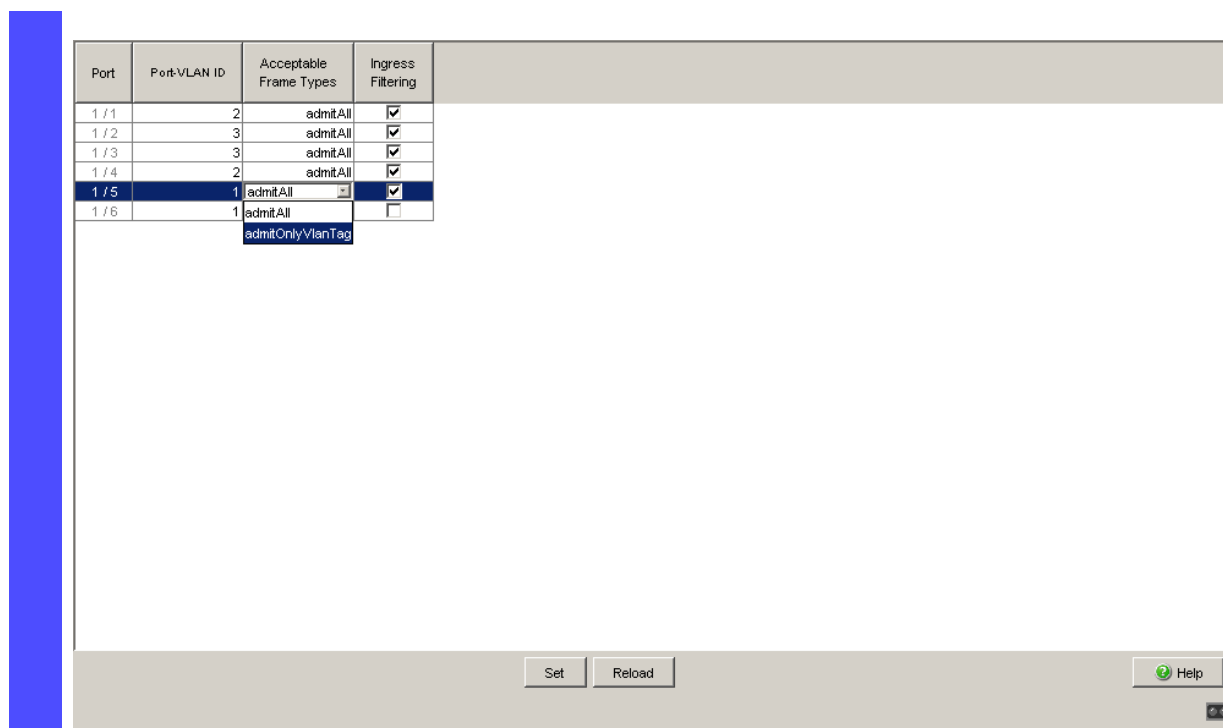 Port Port-VLAN ID Acceptable Frame Types Ingress Filtering
1 / 1 2 admitAll
1 / 2 3 admitAll
1 / 3 3 admitAll
1 / 4 2 admitAll
1 / 5 1 admitAll
1 / 6 1 admitAll
admitOnlyVlanTag
Set Reload Help